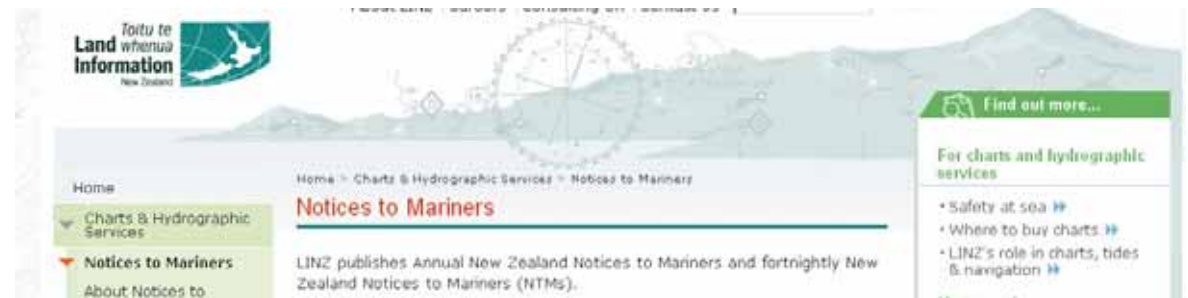 Toitu te
Land whenua
Information
New Zealand
Find out more...
For charts and hydrographic
services
Home
Home > Charts & Hydrographic Services > Notices to Mariners
Charts & Hydrographic
Services
Notices to Mariners
• Safety at sea
• Where to buy charts
• LINZ's role in charts, tides
& navigation
Notices to Mariners
LINZ publishes Annual New Zealand Notices to Mariners and fortnightly New
Zealand Notices to Mariners (NTMs).
About Notices to